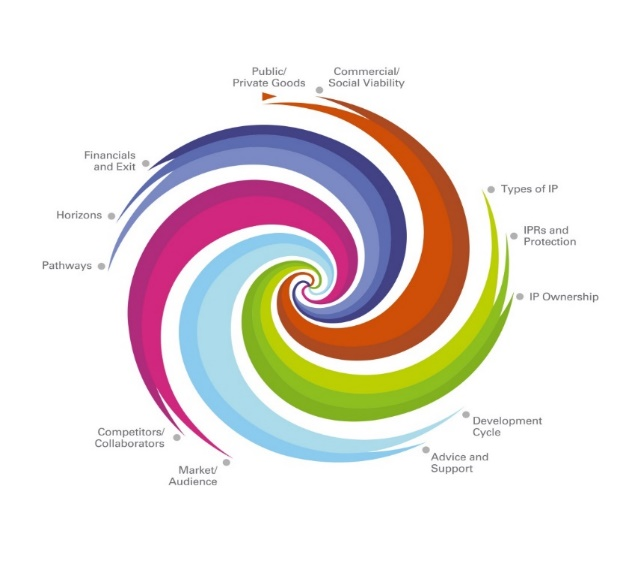 Public/
Private Goods
Commercial/
Social Viability
Types of IP
IPRs and
Protection
IP Ownership
Development
Cycle
Advice and
Support
Market/
Audience
Competitors/
Collaborators
Pathways
Horizons
Financials
and Exit